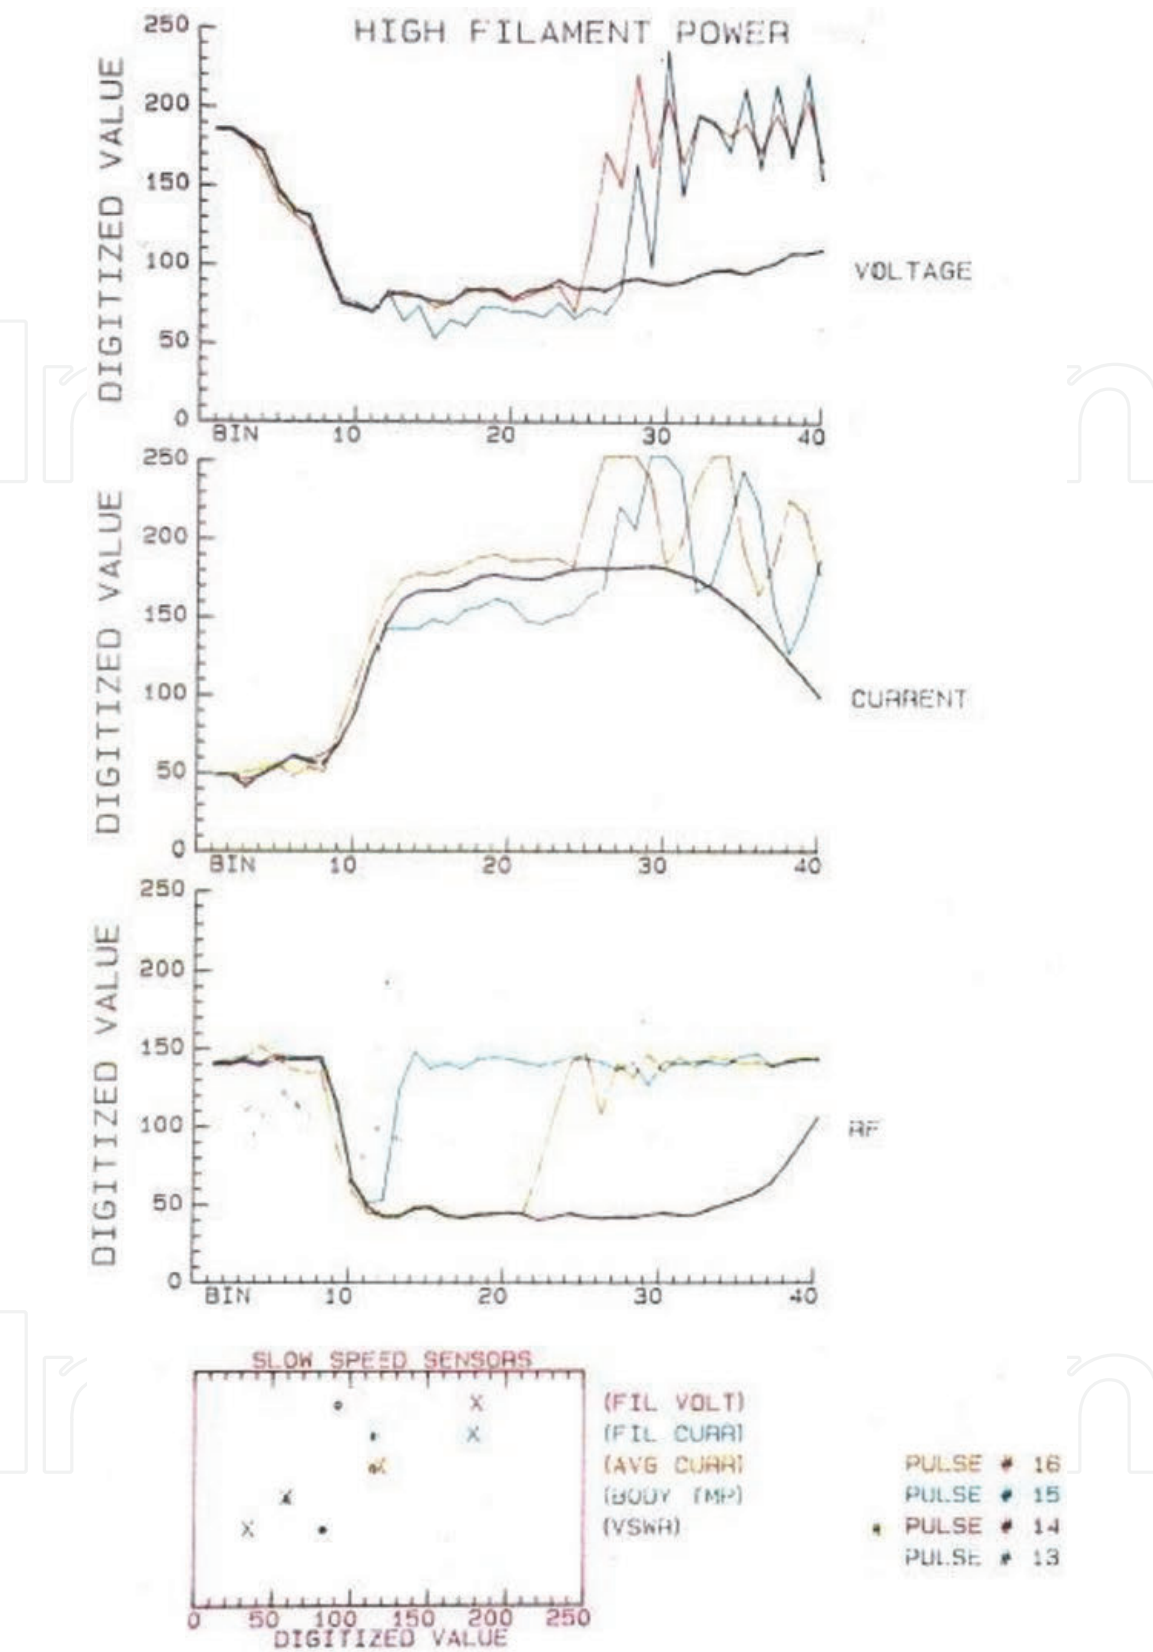 HIGH FILAMENT POWER
DIGITIZED VALUE
250
200
150
100
50
0
BIN 10 20 30 40
VOLTAGE
DIGITIZED VALUE
250
200
150
100
50
0
BIN 10 20 30 40
CURRENT
DIGITIZED VALUE
250
200
150
100
50
0
BIN 10 20 30 40
RF
SLOW SPEED SENSORS
(FIL VOLT)
(FIL CURR)
(AVG CURR)
(BODY TMP)
(VSWR)
0 50 100 150 200 250
DIGITIZED VALUE
PULSE # 16
PULSE # 15
PULSE # 14
PULSE # 13